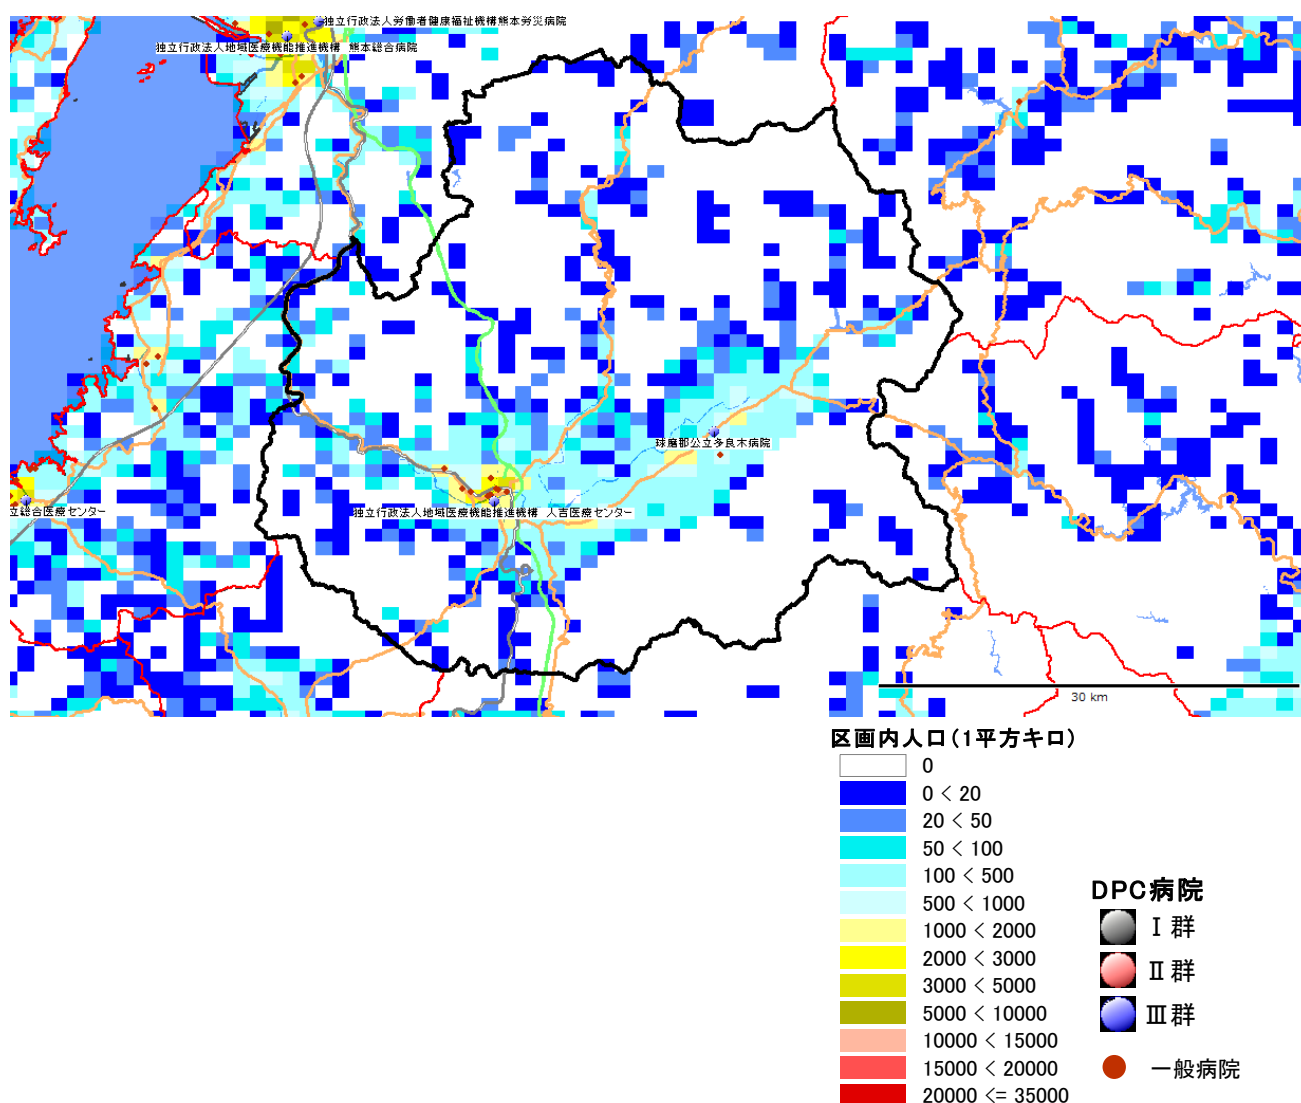 独立行政法人労働者健康福祉機構熊本労災病院
独立行政法人地域医療機能推進機構 熊本総合病院
球磨郡公立多良木病院
立総合医療センター
独立行政法人地域医療機能推進機構 人吉医療センター
30 km
区画内人口(1平方キロ)
0
0 < 20
20 < 50
50 < 100
100 < 500
500 < 1000
1000 < 2000
2000 < 3000
3000 < 5000
5000 < 10000
10000 < 15000
15000 < 20000
20000 <= 35000
DPC病院
Ⅰ群
Ⅱ群
Ⅲ群
一般病院